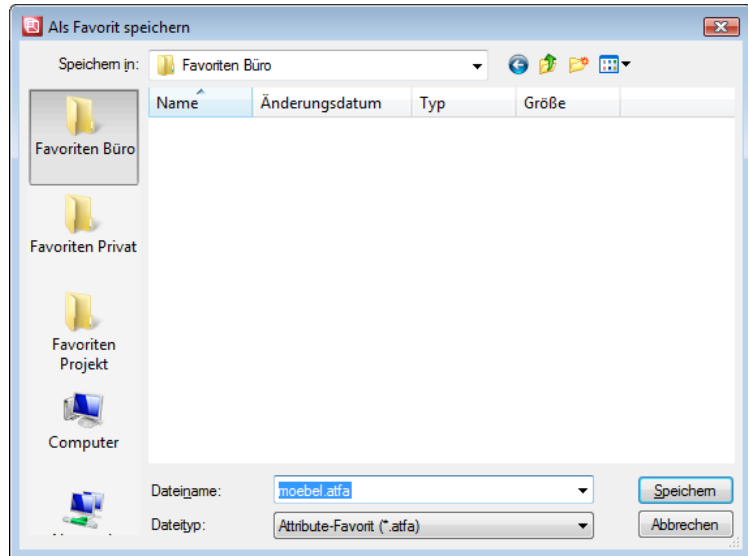 Als Favorit speichern
Speichern in: Favoriten Büro
Name Änderungsdatum Typ Größe
Favoriten Büro
Favoriten Privat
Favoriten
Projekt
Computer
Dateiname: moebel.atfa Speichern
Dateityp: Attribute-Favorit (*.atfa) Abbrechen